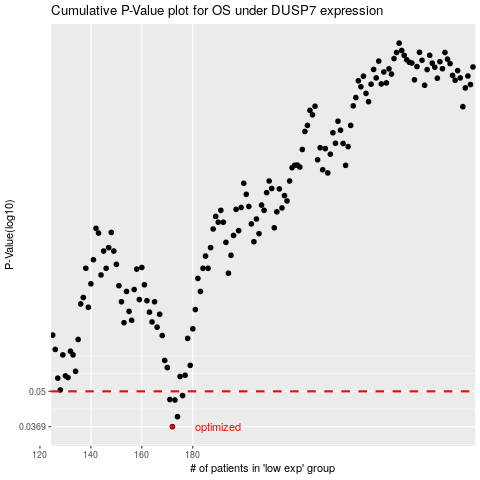 Cumulative P-Value plot for OS under DUSP7 expression
P-Value(log10)
0.05
0.0369
optimized
120
140
160
180
# of patients in 'low exp' group